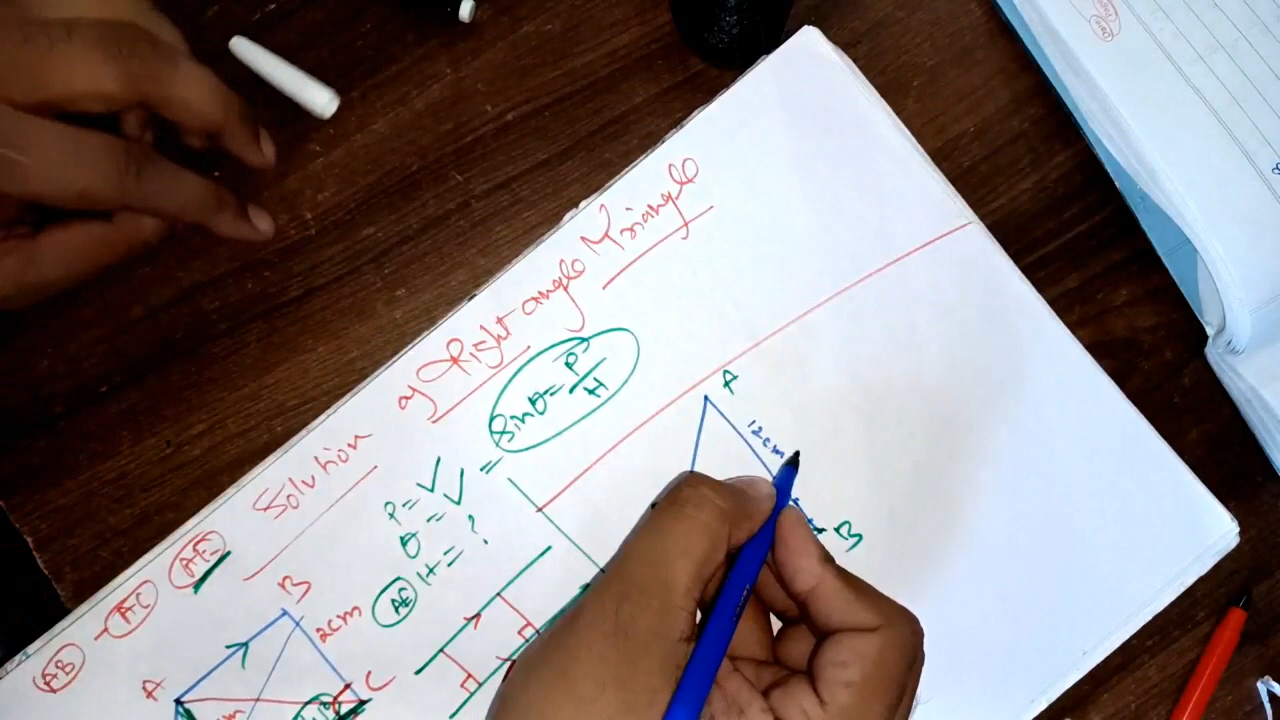 Solution of Right angle Triangle
AB - AC AE
P = ✓
θ = ✓ = sinθ = P/H
H = ?
AE
B
2cm
A
C
A
12cm
B